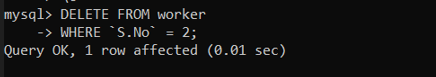 mysql> DELETE FROM worker
    -> WHERE `S.No` = 2;
Query OK, 1 row affected (0.01 sec)